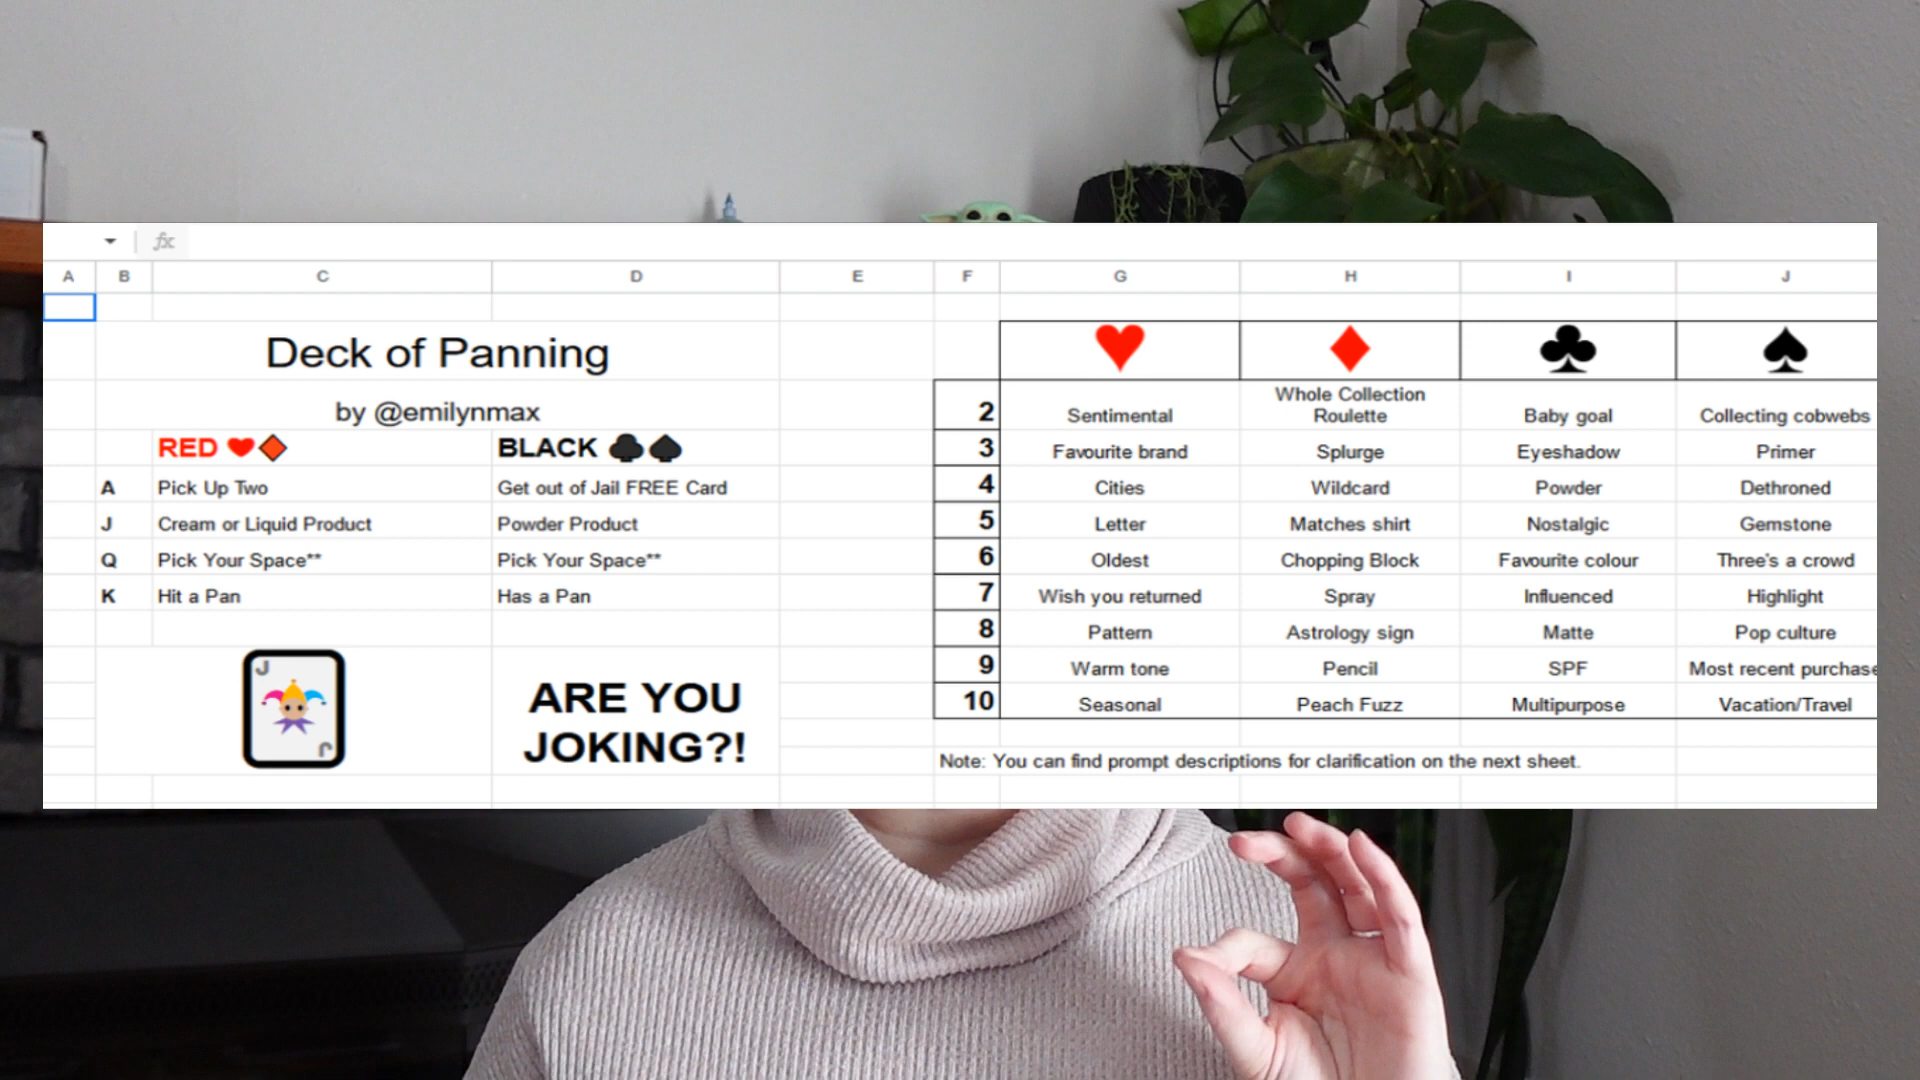 fx
A B C D E F G H I J
Deck of Panning
by @emilynmax
RED BLACK
A Pick Up Two Get out of Jail FREE Card
J Cream or Liquid Product Powder Product
Q Pick Your Space** Pick Your Space**
K Hit a Pan Has a Pan
J
J
ARE YOU
JOKING?!
2 Sentimental Whole Collection Roulette Baby goal Collecting cobwebs
3 Favourite brand Splurge Eyeshadow Primer
4 Cities Wildcard Powder Dethroned
5 Letter Matches shirt Nostalgic Gemstone
6 Oldest Chopping Block Favourite colour Three's a crowd
7 Wish you returned Spray Influenced Highlight
8 Pattern Astrology sign Matte Pop culture
9 Warm tone Pencil SPF Most recent purchase
10 Seasonal Peach Fuzz Multipurpose Vacation/Travel
Note: You can find prompt descriptions for clarification on the next sheet.